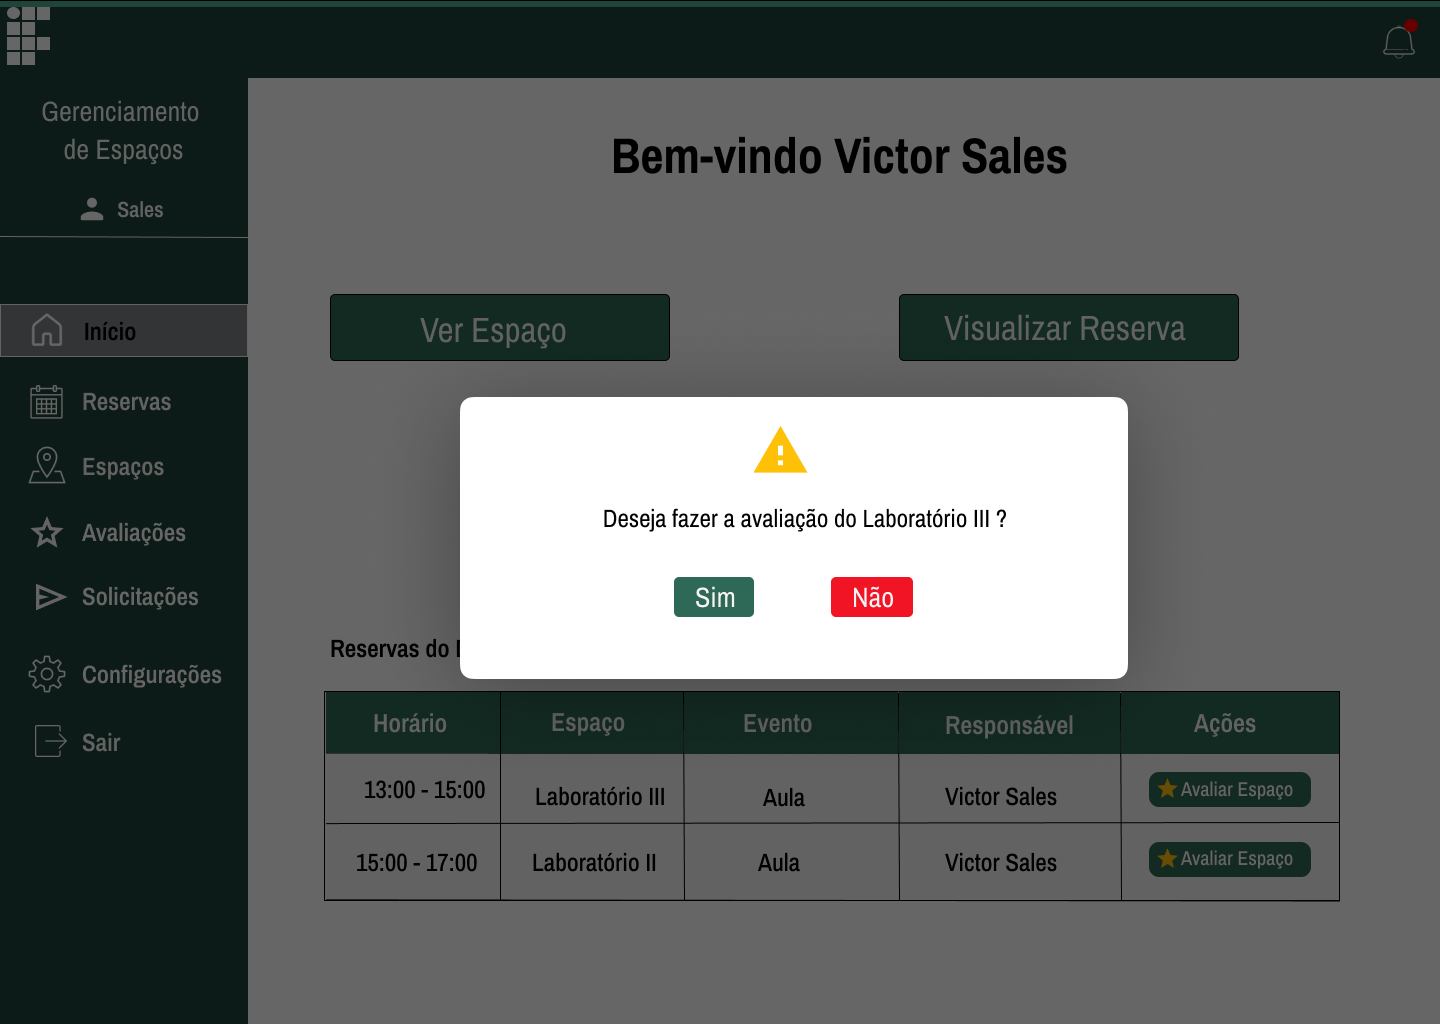 Gerenciamento
de Espaços
Sales
Início
Reservas
Espaços
Avaliações
Solicitações
Configurações
Sair
Bem-vindo Victor Sales
Ver Espaço
Visualizar Reserva
Deseja fazer a avaliação do Laboratório III ?
Sim
Não
Reservas do
Horário
Espaço
Evento
Responsável
Ações
13:00 - 15:00
Laboratório III
Aula
Victor Sales
Avaliar Espaço
15:00 - 17:00
Laboratório II
Aula
Victor Sales
Avaliar Espaço